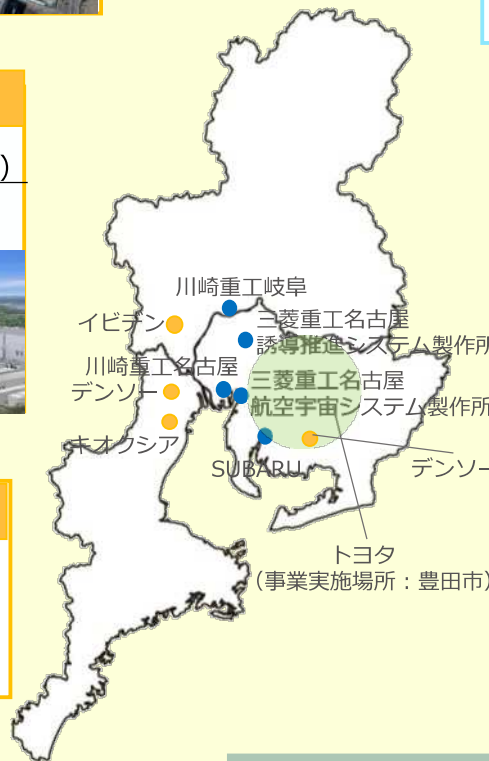 ）
川崎重工岐阜
イビデン
三菱重工名古屋
誘導推進システム製作所
川崎重工名古屋
デンソー
三菱重工名古屋
航空宇宙システム製作所
キオクシア
SUBARU
デンソー
トヨタ
（事業実施場所：豊田市）